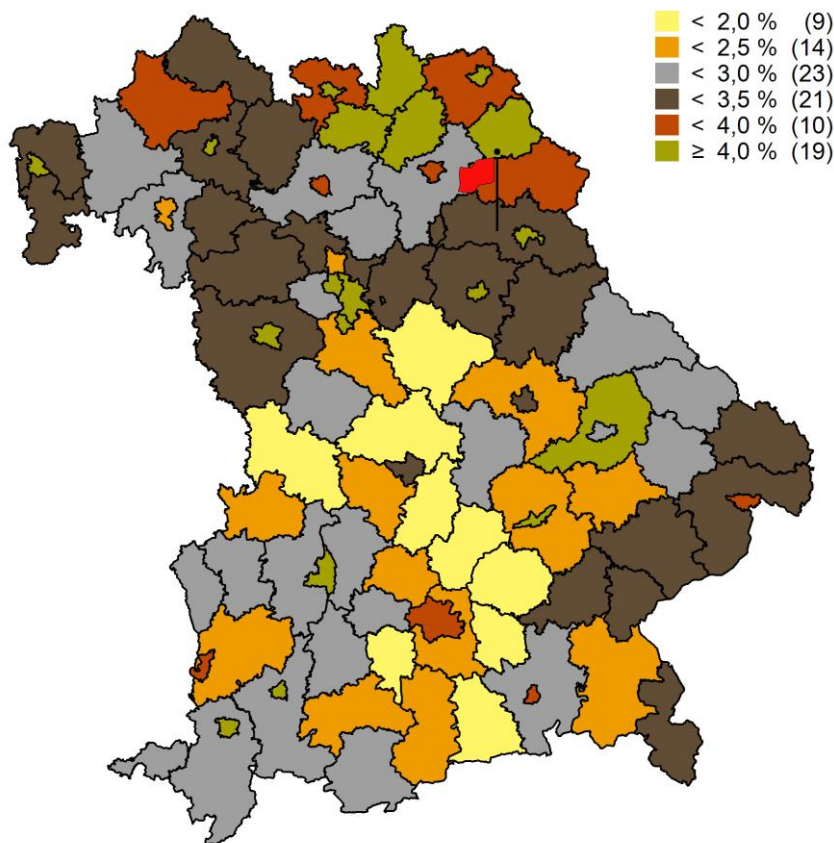 < 2,0 % (9)
< 2,5 % (14)
< 3,0 % (23)
< 3,5 % (21)
< 4,0 % (10)
≥ 4,0 % (19)